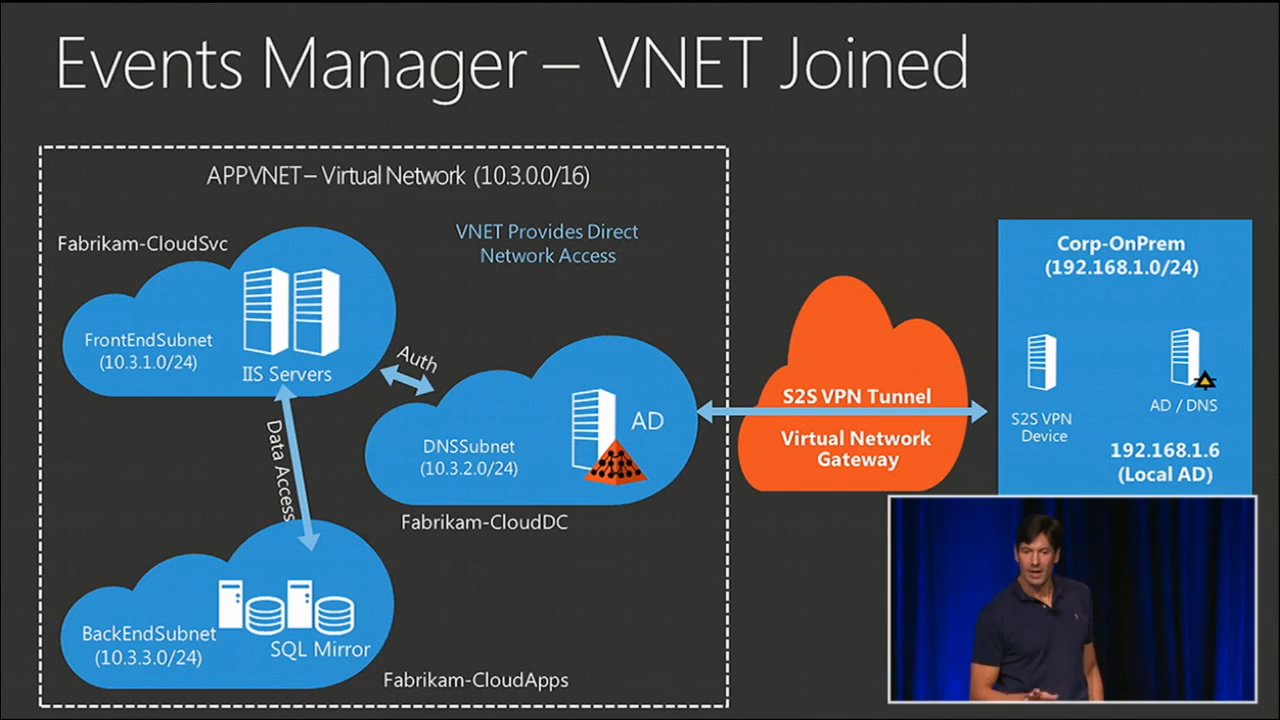 Events Manager – VNET Joined
APPVNET – Virtual Network (10.3.0.0/16)
Fabrikam-CloudSvc
VNET Provides Direct
Network Access
FrontEndSubnet
(10.3.1.0/24)
IIS Servers
Auth
Data Access
DNSSubnet
(10.3.2.0/24)
AD
Fabrikam-CloudDC
BackEndSubnet
(10.3.3.0/24)
SQL Mirror
Fabrikam-CloudApps
S2S VPN Tunnel
Virtual Network
Gateway
Corp-OnPrem
(192.168.1.0/24)
S2S VPN
Device
AD / DNS
192.168.1.6
(Local AD)